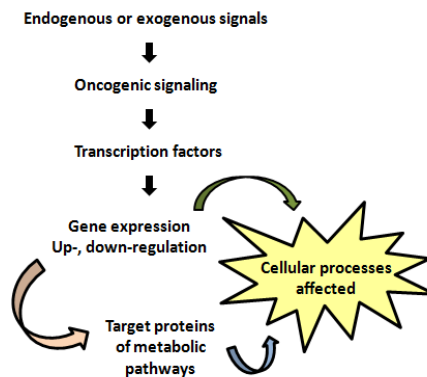 Endogenous or exogenous signals
Oncogenic signaling
Transcription factors
Gene expression
Up-, down-regulation
Cellular processes
affected
Target proteins
of metabolic
pathways